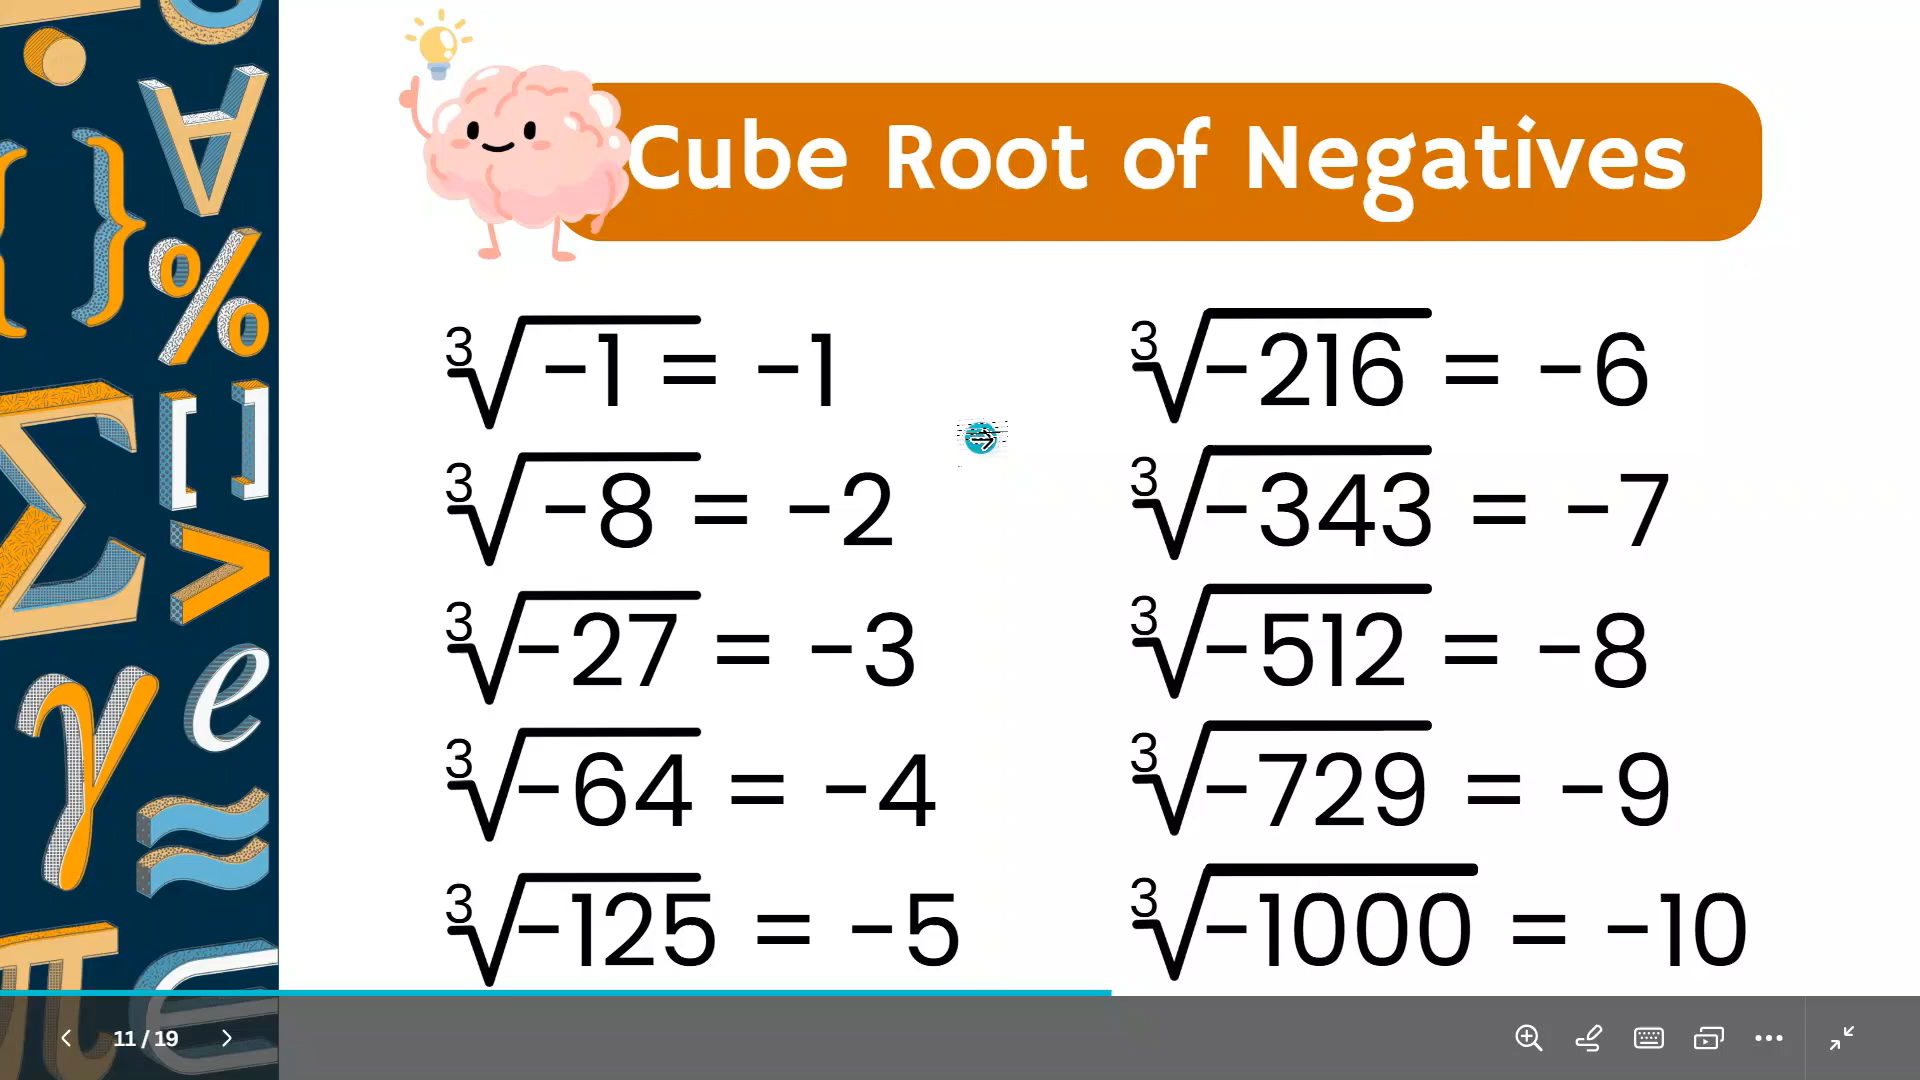 Cube Root of Negatives
∛-1 = -1
∛-8 = -2
∛-27 = -3
∛-64 = -4
∛-125 = -5
∛-216 = -6
∛-343 = -7
∛-512 = -8
∛-729 = -9
∛-1000 = -10
11 / 19